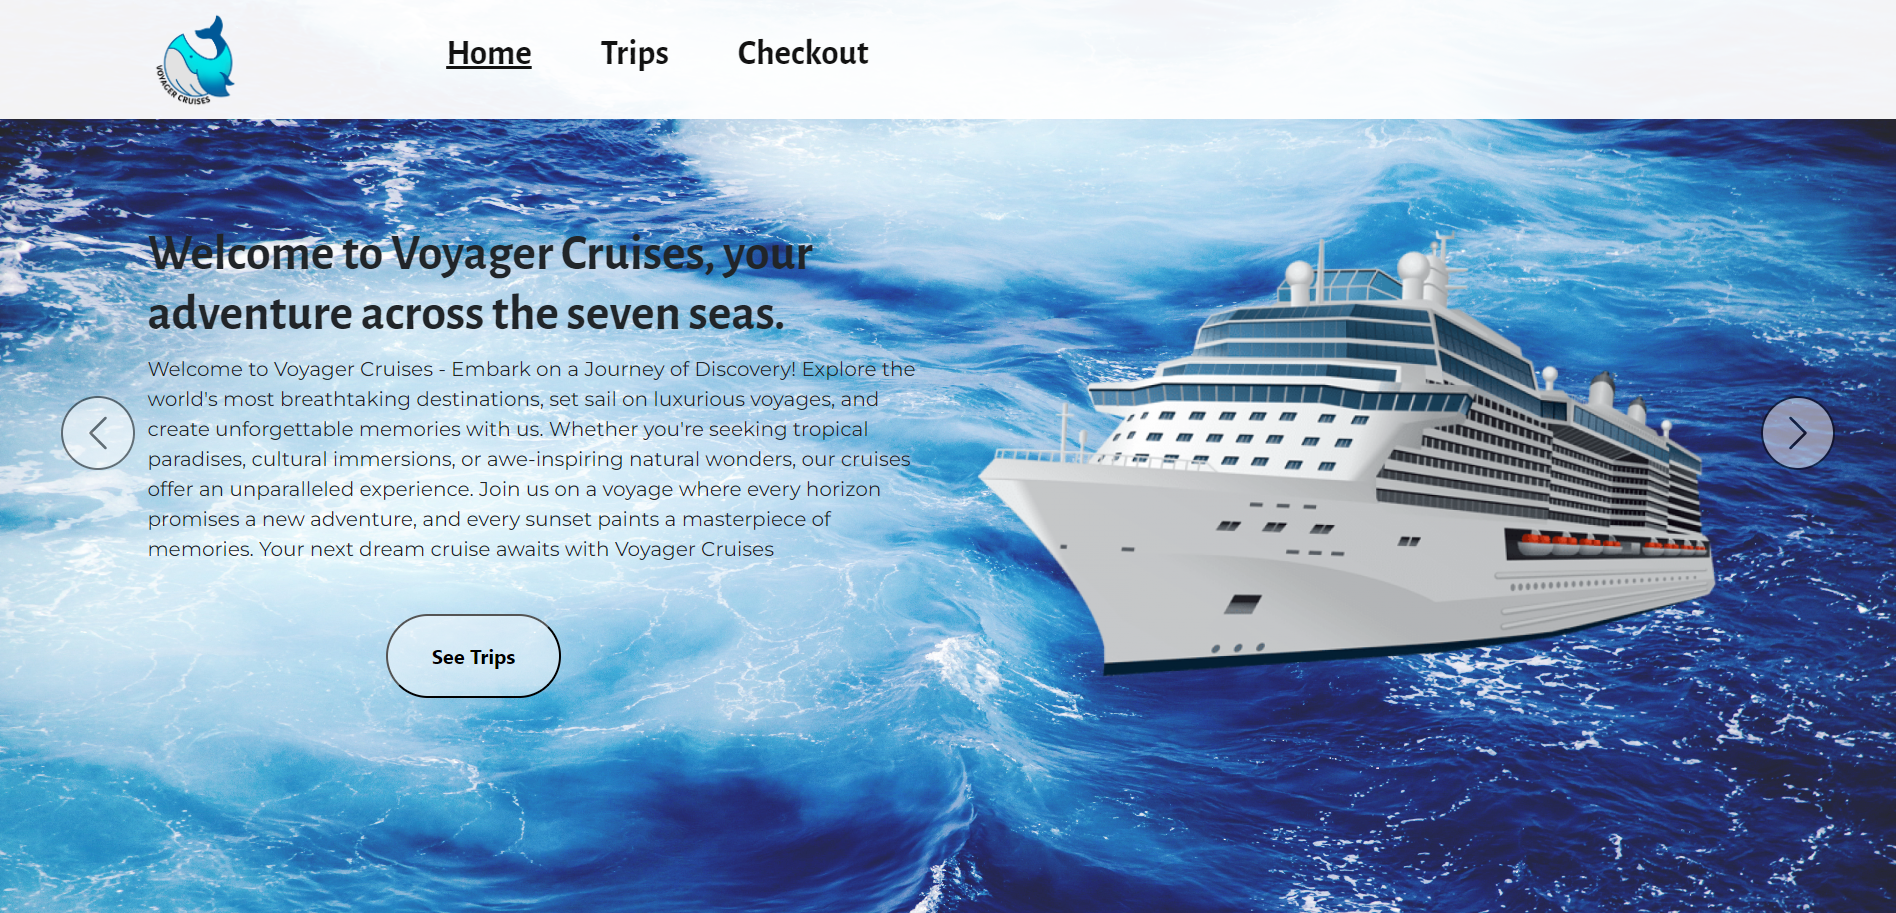 VOYAGER CRUISES
Home
Trips
Checkout
Welcome to Voyager Cruises, your
adventure across the seven seas.
Welcome to Voyager Cruises - Embark on a Journey of Discovery! Explore the
world's most breathtaking destinations, set sail on luxurious voyages, and
create unforgettable memories with us. Whether you're seeking tropical
paradises, cultural immersions, or awe-inspiring natural wonders, our cruises
offer an unparalleled experience. Join us on a voyage where every horizon
promises a new adventure, and every sunset paints a masterpiece of
memories. Your next dream cruise awaits with Voyager Cruises
See Trips